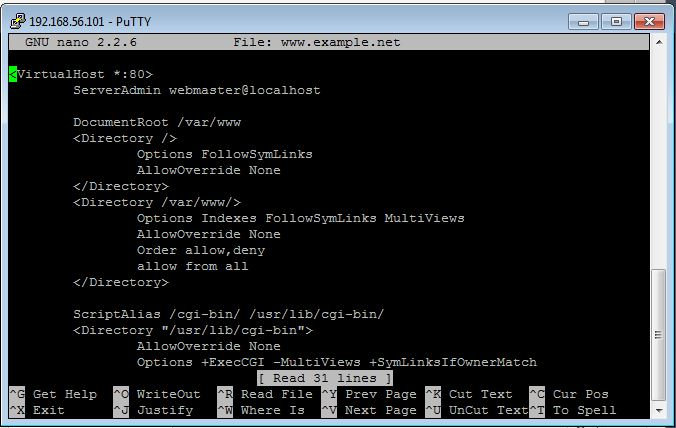 192.168.56.101 - PuTTY
GNU nano 2.2.6 File: www.example.net
<VirtualHost *:80>
ServerAdmin webmaster@localhost
DocumentRoot /var/www
<Directory />
Options FollowSymLinks
AllowOverride None
</Directory>
<Directory /var/www/>
Options Indexes FollowSymLinks MultiViews
AllowOverride None
Order allow,deny
allow from all
</Directory>
ScriptAlias /cgi-bin/ /usr/lib/cgi-bin/
<Directory "/usr/lib/cgi-bin">
AllowOverride None
Options +ExecCGI -MultiViews +SymLinksIfOwnerMatch
[ Read 31 lines ]
^G Get Help ^O WriteOut ^R Read File ^Y Prev Page ^K Cut Text ^C Cur Pos
^X Exit ^J Justify ^W Where Is ^V Next Page ^U UnCut Text^T To Spell